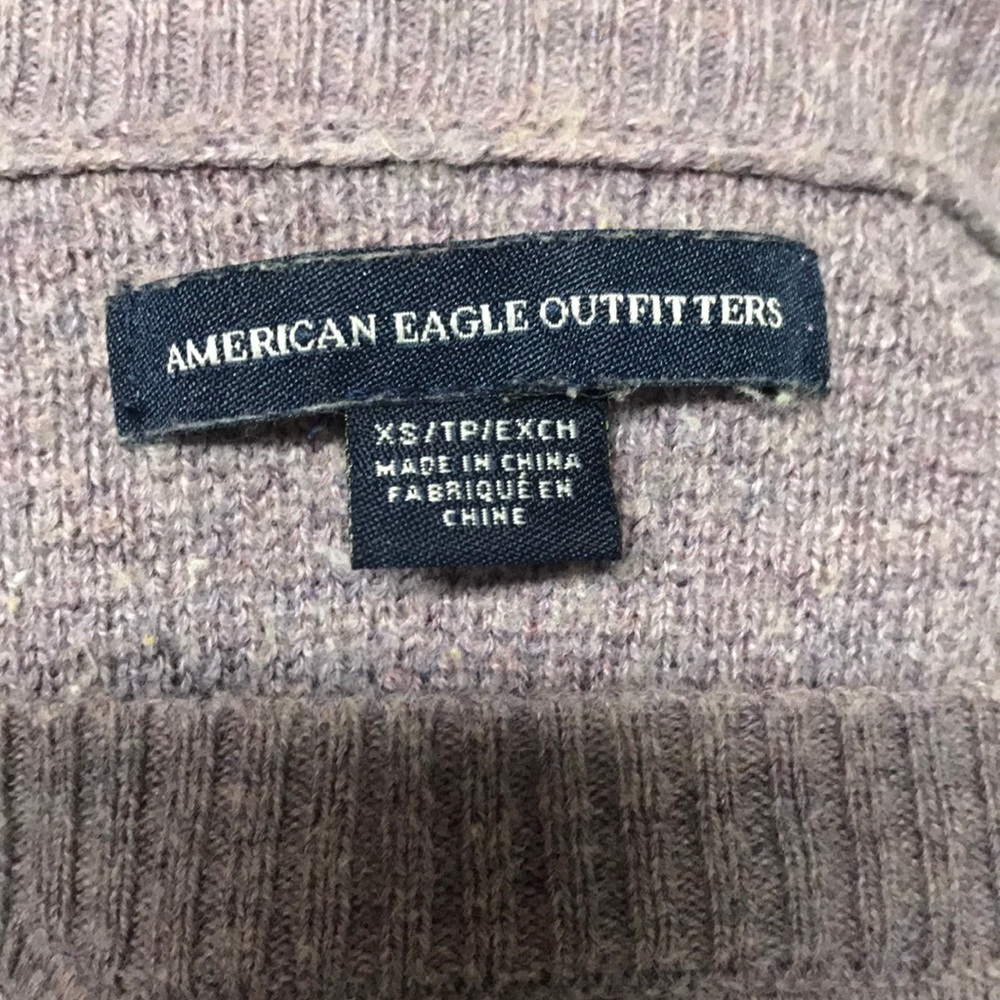 AMERICAN EAGLE OUTFITTERS
XS/TP/EXCH
MADE IN CHINA
FABRIQUÉ EN
CHINE